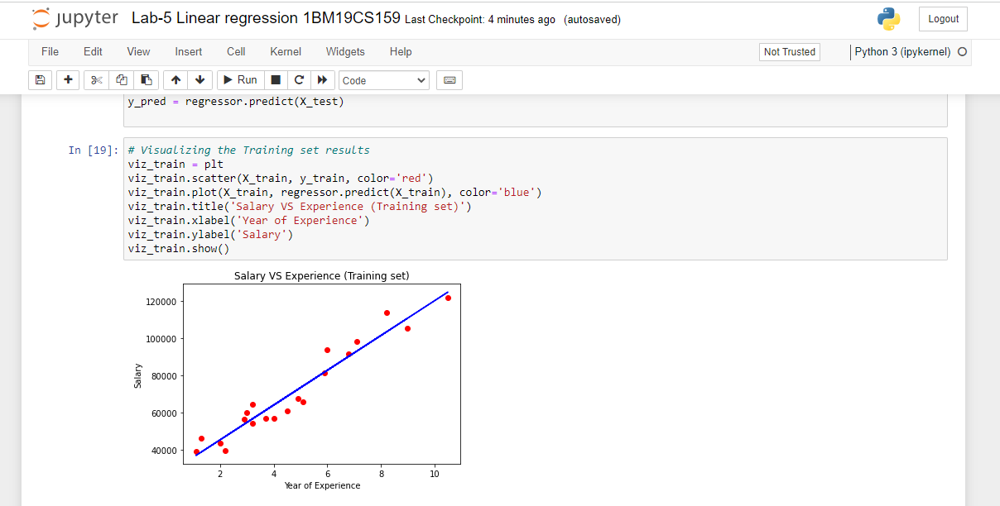 jupyter Lab-5 Linear regression 1BM19CS159 Last Checkpoint: 4 minutes ago (autosaved)
Logout
File Edit View Insert Cell Kernel Widgets Help
Not Trusted
Python 3 (ipykernel)
Run
Code
y_pred = regressor.predict(X_test)
In [19]:
# Visualizing the Training set results
viz_train = plt
viz_train.scatter(X_train, y_train, color='red')
viz_train.plot(X_train, regressor.predict(X_train), color='blue')
viz_train.title('Salary VS Experience (Training set)')
viz_train.xlabel('Year of Experience')
viz_train.ylabel('Salary')
viz_train.show()
Salary VS Experience (Training set)
120000
100000
80000
60000
40000
Salary
2 4 6 8 10
Year of Experience